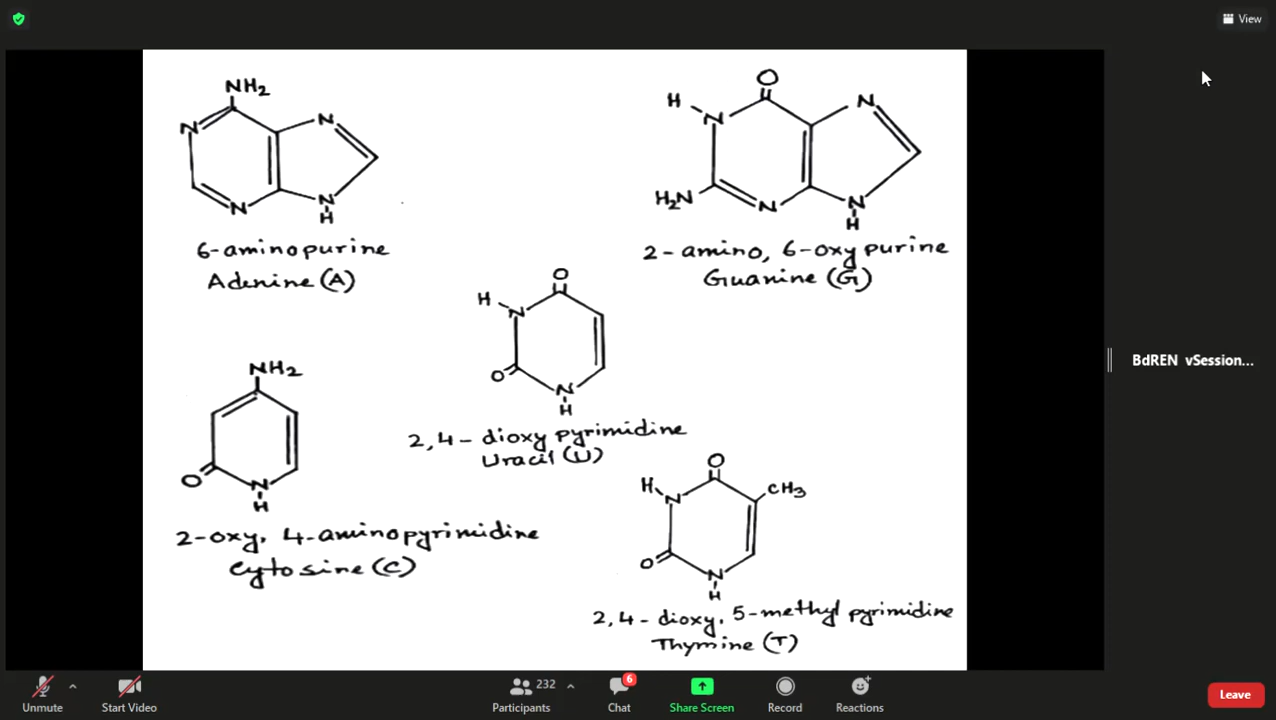 View
NH2
N
N
N
N
H
6-aminopurine
Adenine (A)
O
H
N
N
H2N
N
N
H
2-amino, 6-oxy purine
Guanine (G)
O
H
N
O
N
H
2,4- dioxy pyrimidine
Uracil (U)
NH2
O
N
H
2-oxy, 4-aminopyrimidine
Cytosine (C)
O
H
N
CH3
O
N
H
2,4- dioxy, 5-methyl pyrimidine
Thymine (T)
BdREN vSession...
Unmute
Start Video
232
Participants
6
Chat
Share Screen
Record
Reactions
Leave